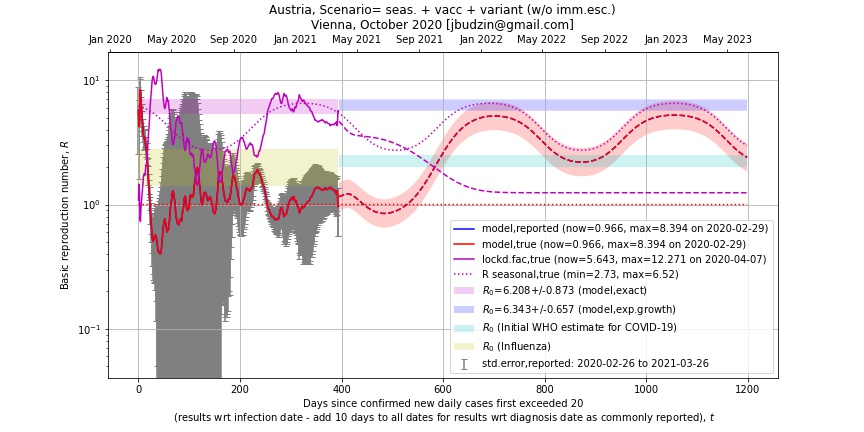 Austria, Scenario= seas. + vacc + variant (w/o imm.esc.)
Vienna, October 2020 [jbudzin@gmail.com]
Jan 2020 May 2020 Sep 2020 Jan 2021 May 2021 Sep 2021 Jan 2022 May 2022 Sep 2022 Jan 2023 May 2023
10¹
10⁰
10⁻¹
Basic reproduction number, R
model,reported (now=0.966, max=8.394 on 2020-02-29)
model,true (now=0.966, max=8.394 on 2020-02-29)
lockd.fac,true (now=5.643, max=12.271 on 2020-04-07)
R seasonal,true (min=2.73, max=6.52)
R₀=6.208+/-0.873 (model,exact)
R₀=6.343+/-0.657 (model,exp.growth)
R₀ (Initial WHO estimate for COVID-19)
R₀ (Influenza)
std.error,reported: 2020-02-26 to 2021-03-26
0 200 400 600 800 1000 1200
Days since confirmed new daily cases first exceeded 20
(results wrt infection date - add 10 days to all dates for results wrt diagnosis date as commonly reported), t